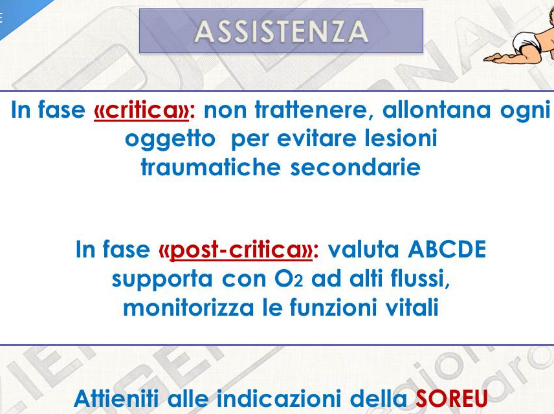 ASSISTENZA
In fase «critica»: non trattenere, allontana ogni
oggetto per evitare lesioni
traumatiche secondarie
In fase «post-critica»: valuta ABCDE
supporta con O2 ad alti flussi,
monitorizza le funzioni vitali
Attieniti alle indicazioni della SOREU